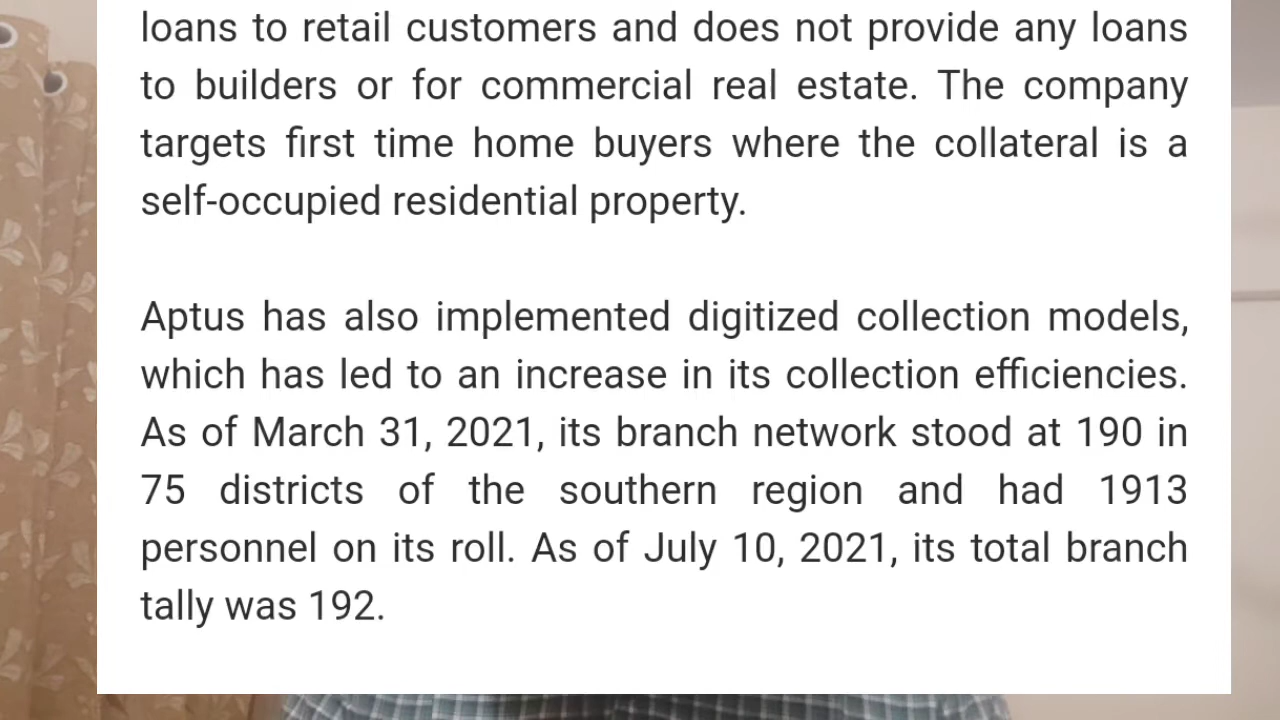 loans to retail customers and does not provide any loans
to builders or for commercial real estate. The company
targets first time home buyers where the collateral is a
self-occupied residential property.
Aptus has also implemented digitized collection models,
which has led to an increase in its collection efficiencies.
As of March 31, 2021, its branch network stood at 190 in
75 districts of the southern region and had 1913
personnel on its roll. As of July 10, 2021, its total branch
tally was 192.